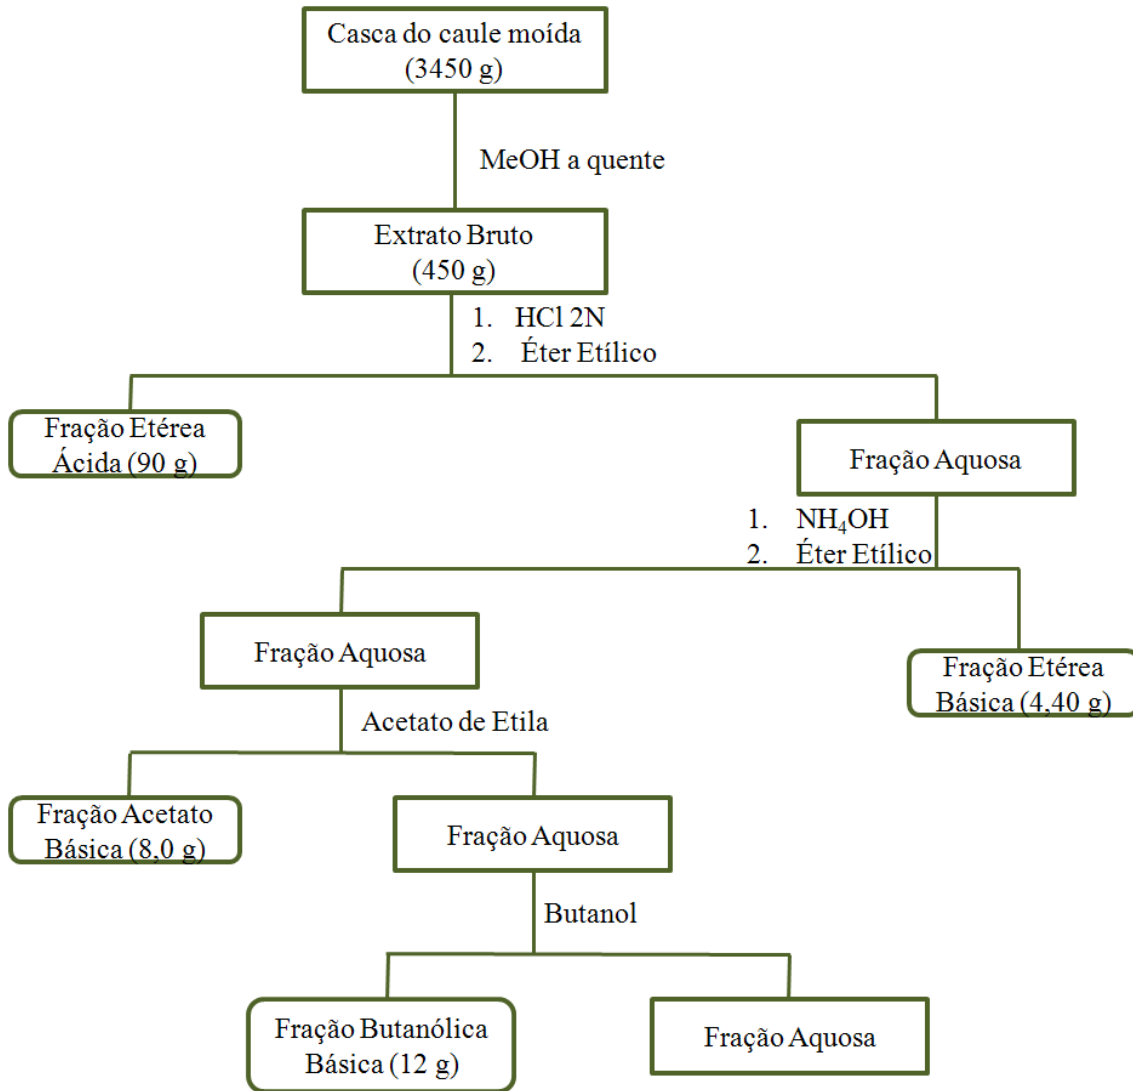 Casca do caule moída
(3450 g)
MeOH a quente
Extrato Bruto
(450 g)
1. HCl 2N
2. Éter Etílico
Fração Etérea
Ácida (90 g)
Fração Aquosa
1. NH₄OH
2. Éter Etílico
Fração Aquosa
Fração Etérea
Básica (4,40 g)
Acetato de Etila
Fração Acetato
Básica (8,0 g)
Fração Aquosa
Butanol
Fração Butanólica
Básica (12 g)
Fração Aquosa